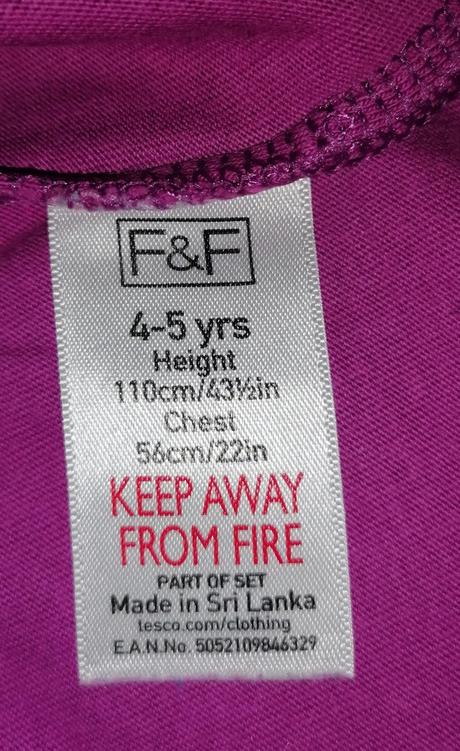 F&F
4-5 yrs
Height
110cm/43½in
Chest
56cm/22in
KEEP AWAY
FROM FIRE
PART OF SET
Made in Sri Lanka
tesco.com/clothing
E.A.N.No. 5052109846329